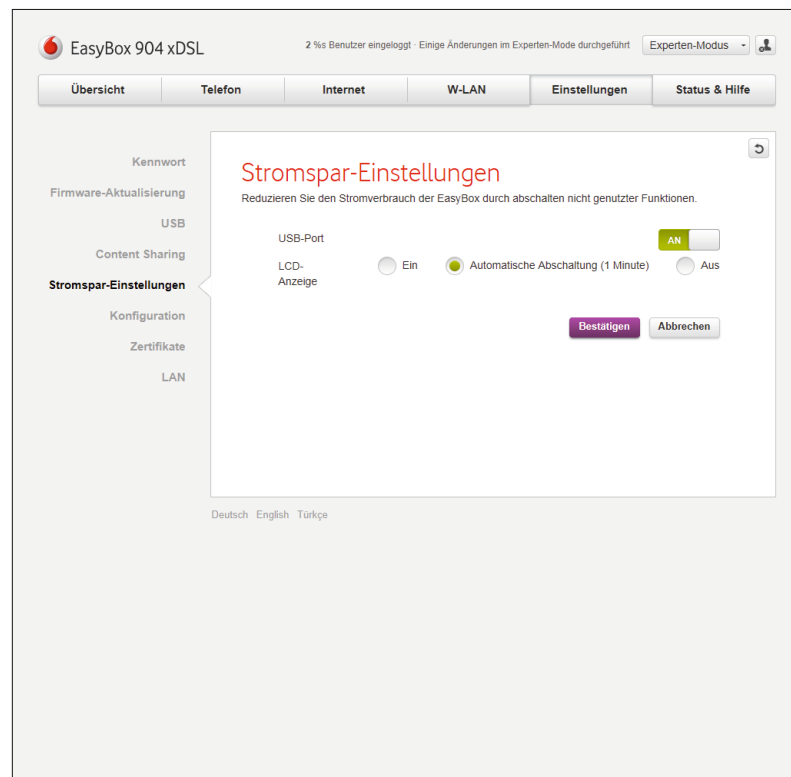 EasyBox 904 xDSL
2 %s Benutzer eingeloggt · Einige Änderungen im Experten-Mode durchgeführt
Experten-Modus
Übersicht
Telefon
Internet
W-LAN
Einstellungen
Status & Hilfe
Kennwort
Firmware-Aktualisierung
USB
Content Sharing
Stromspar-Einstellungen
Konfiguration
Zertifikate
LAN
Stromspar-Einstellungen
Reduzieren Sie den Stromverbrauch der EasyBox durch abschalten nicht genutzter Funktionen.
USB-Port
AN
LCD-
Anzeige
Ein
Automatische Abschaltung (1 Minute)
Aus
Bestätigen
Abbrechen
Deutsch English Türkçe